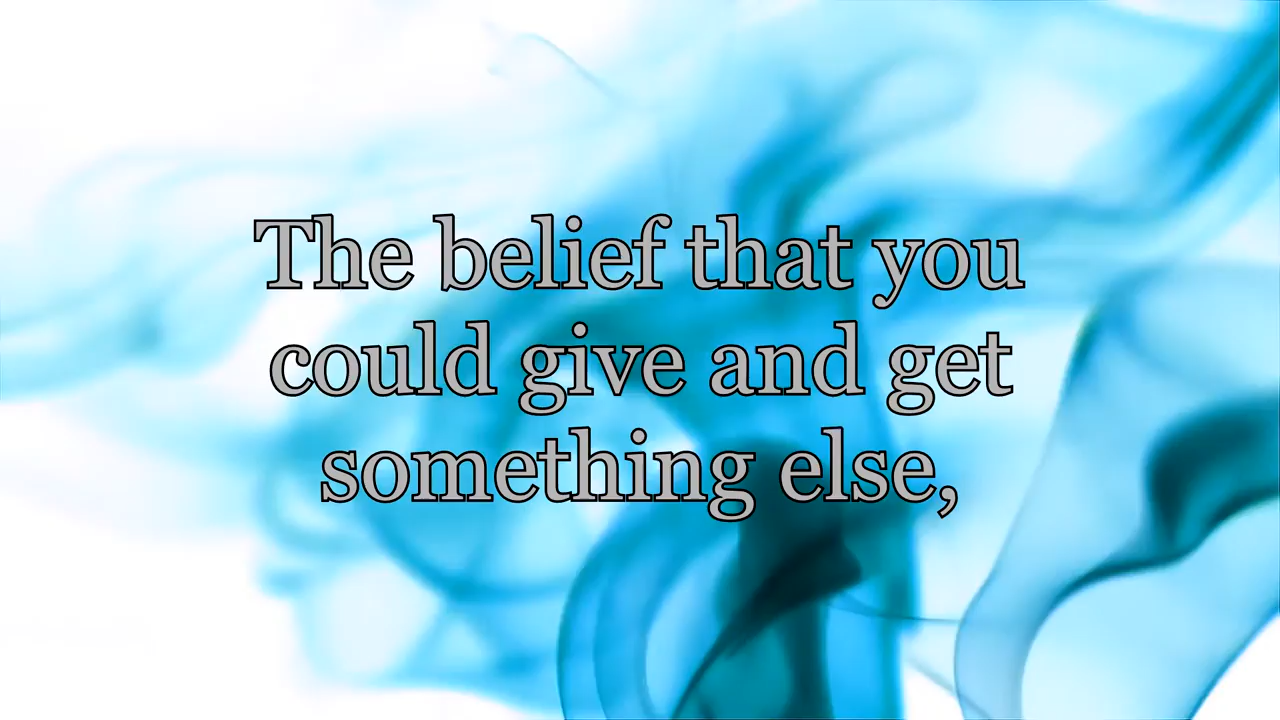 The belief that you
could give and get
something else,